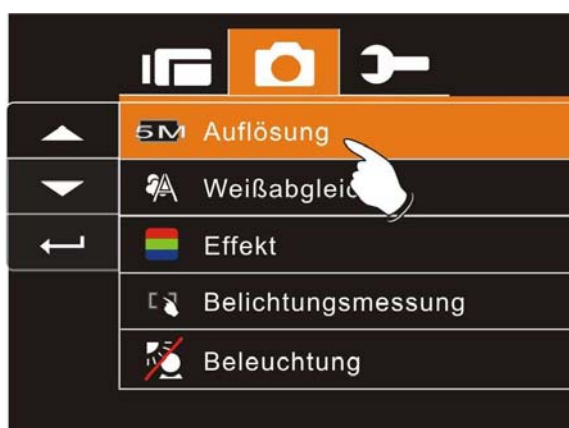 5M Auflösung
Weißabgleic
Effekt
Belichtungsmessung
Beleuchtung